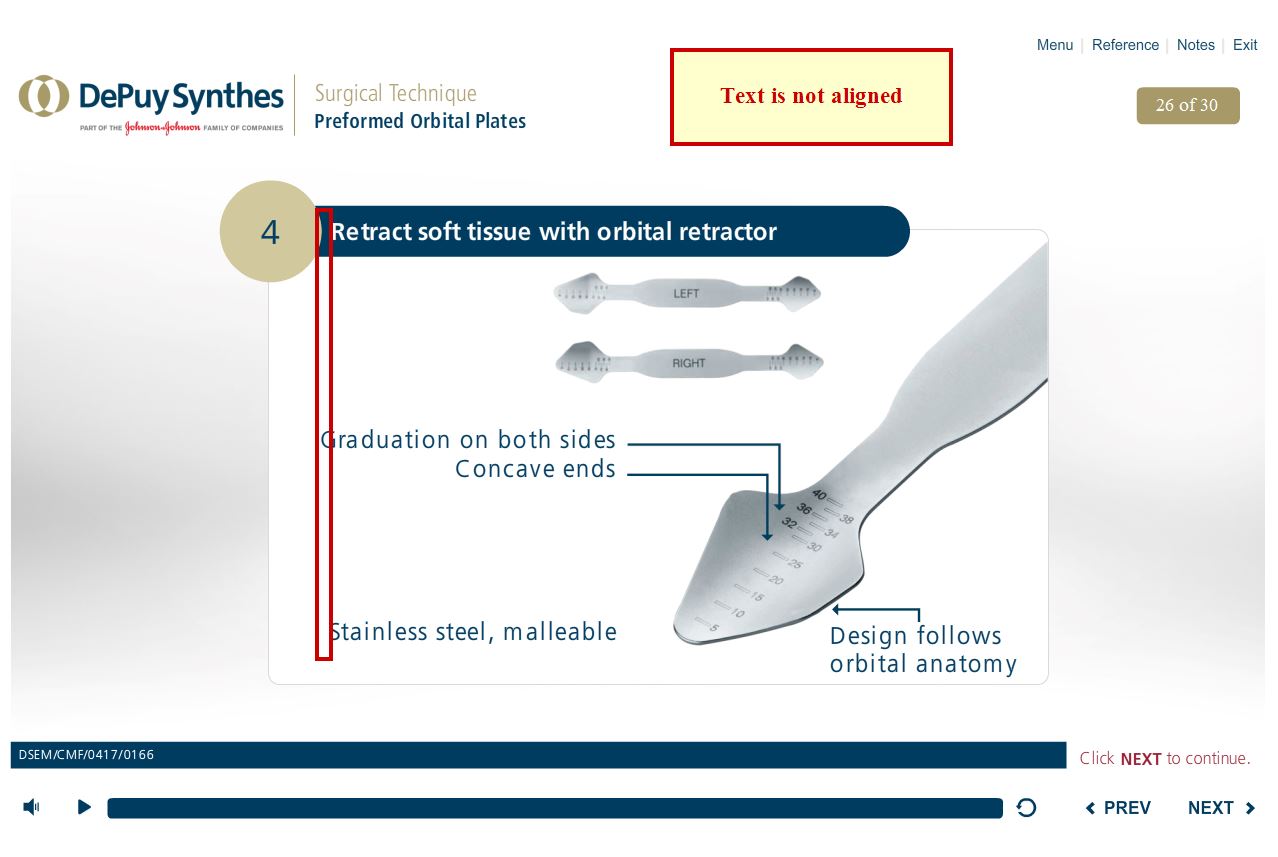 Menu | Reference | Notes | Exit
DePuy Synthes
PART OF THE Johnson & Johnson FAMILY OF COMPANIES
Surgical Technique
Preformed Orbital Plates
Text is not aligned
26 of 30
4
Retract soft tissue with orbital retractor
LEFT
RIGHT
Graduation on both sides
Concave ends
40
38
36
34
32
30
25
20
15
10
5
Stainless steel, malleable
Design follows
orbital anatomy
DSEM/CMF/0417/0166
Click NEXT to continue.
PREV
NEXT